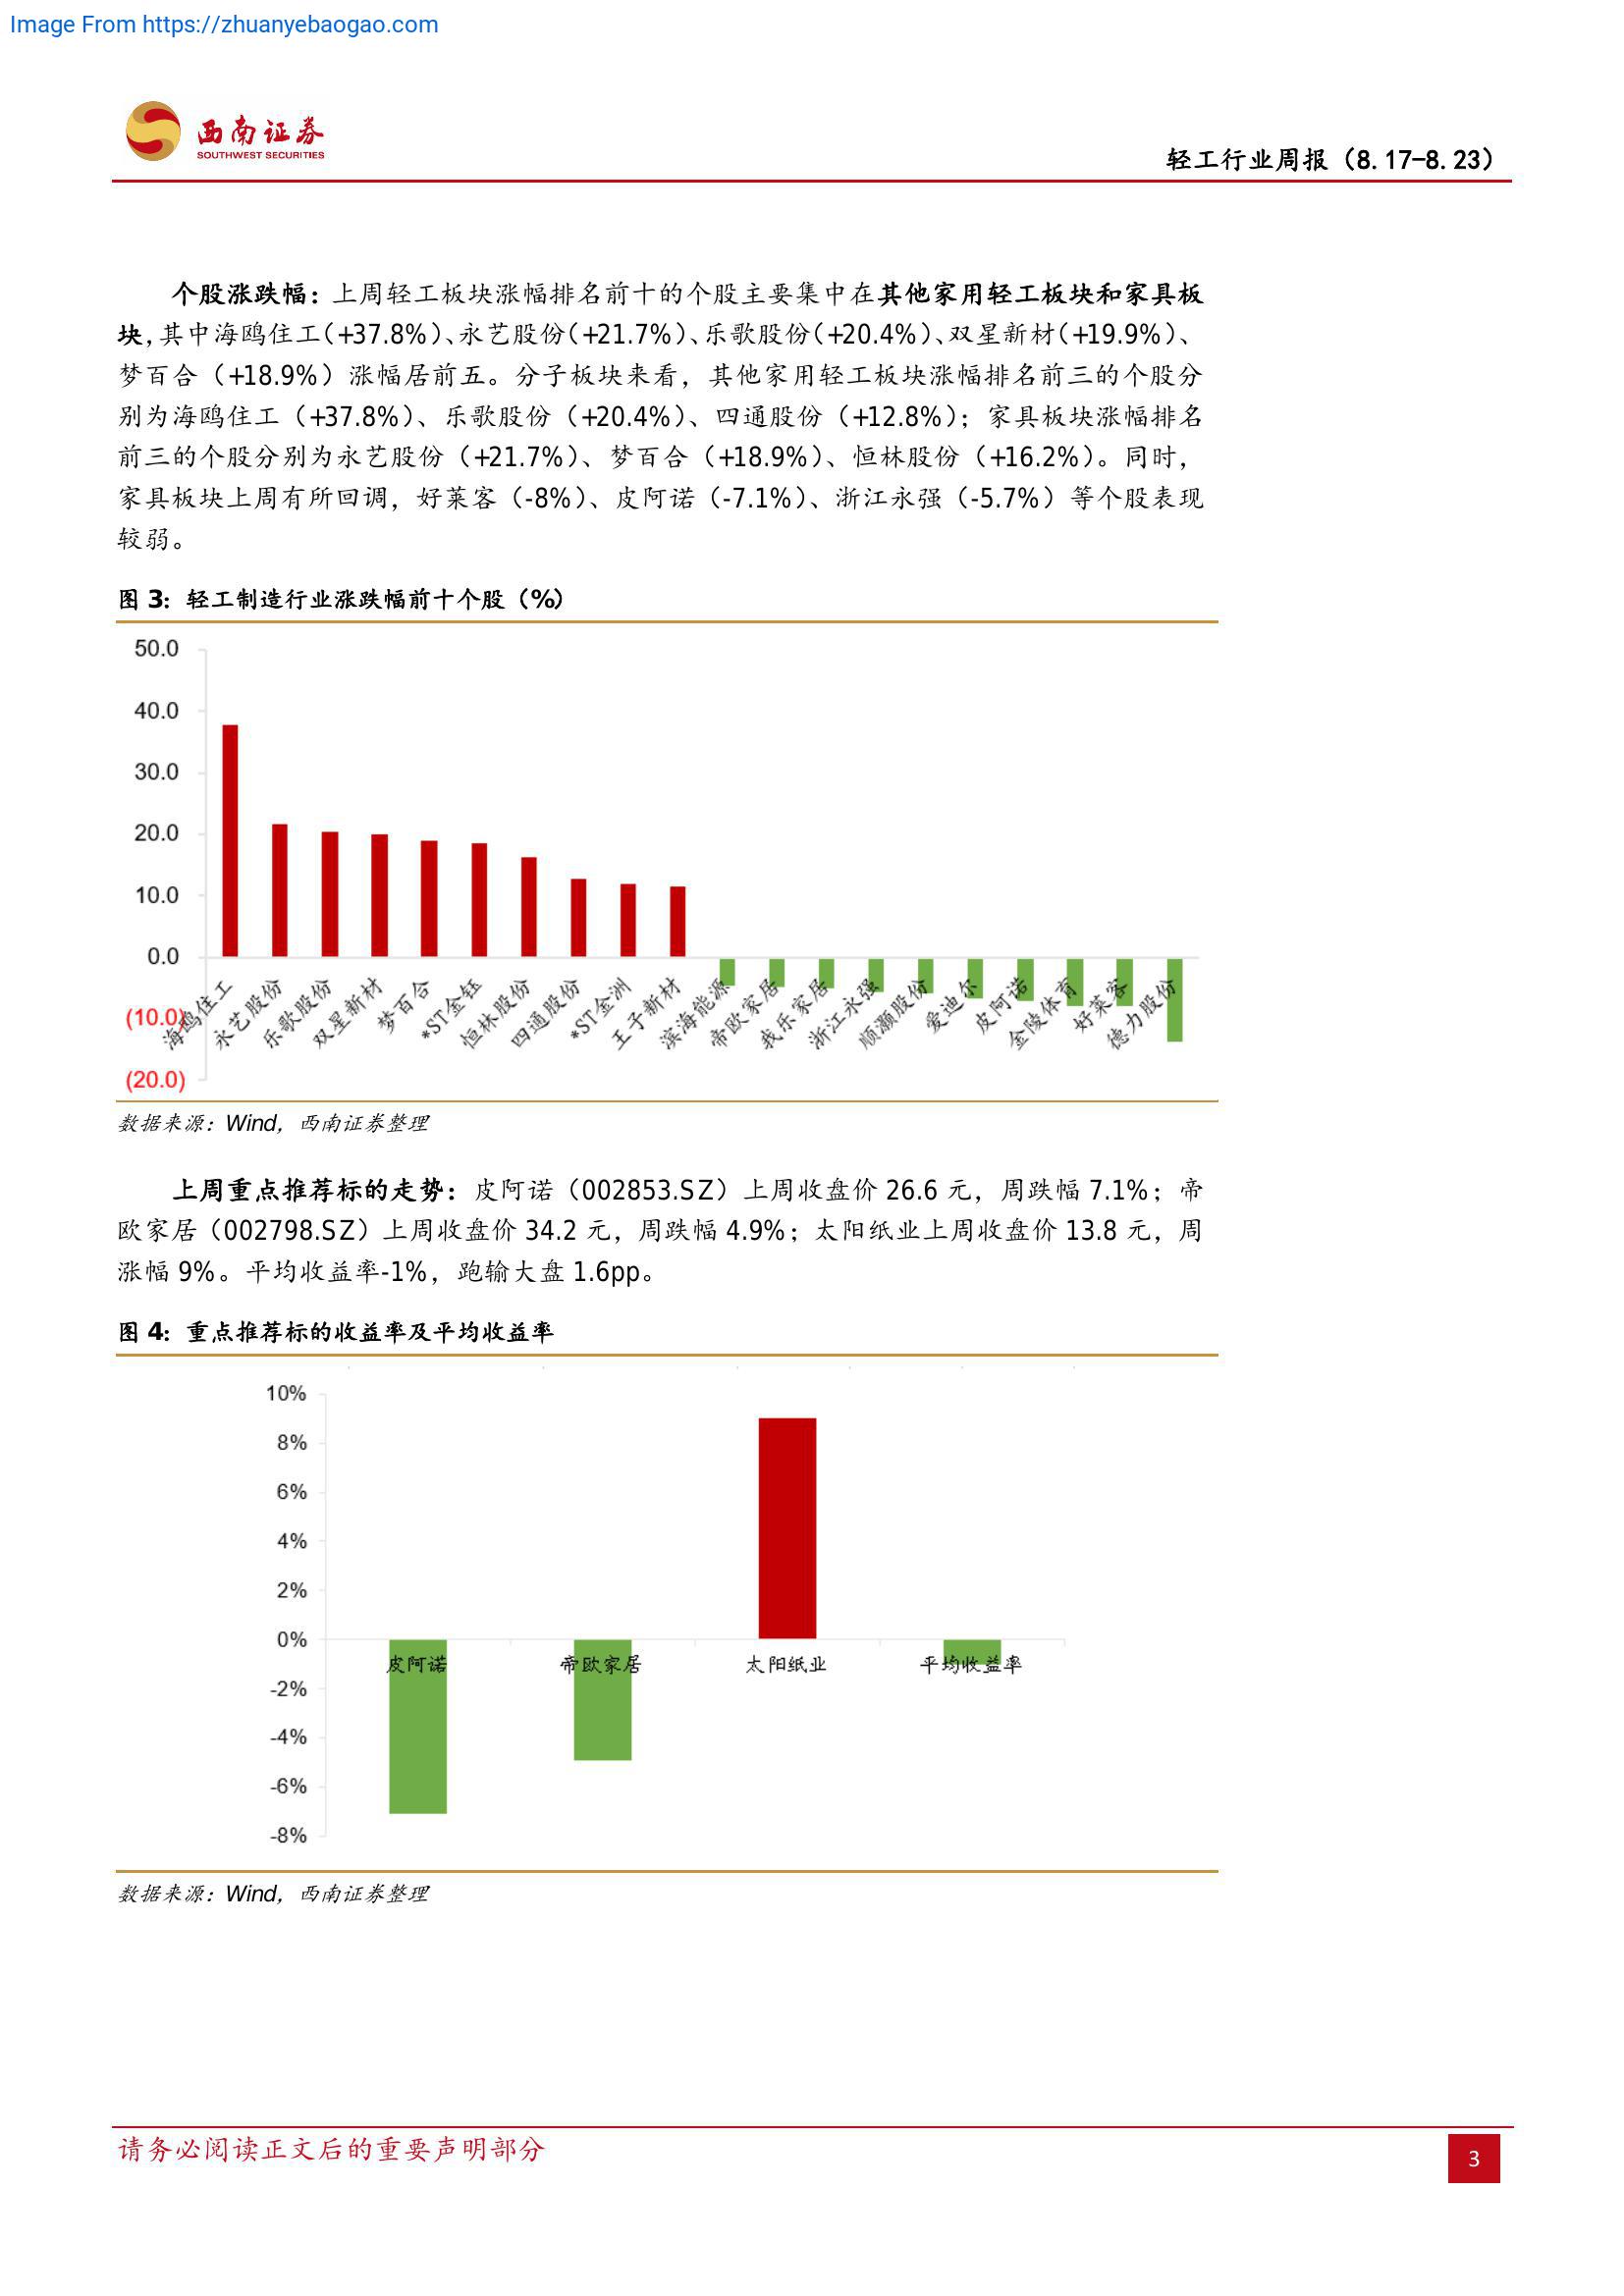 Image From https://zhuanyebaogao.com
西南证券
SOUTHWEST SECURITIES
轻工行业周报（8.17-8.23）
个股涨跌幅：上周轻工板块涨幅排名前十的个股主要集中在其他家用轻工板块和家具板
块，其中海鸥住工（+37.8%）、永艺股份（+21.7%）、乐歌股份（+20.4%）、双星新材（+19.9%）、
梦百合（+18.9%）涨幅居前五。分子板块来看，其他家用轻工板块涨幅排名前三的个股分
别为海鸥住工（+37.8%）、乐歌股份（+20.4%）、四通股份（+12.8%）；家具板块涨幅排名
前三的个股分别为永艺股份（+21.7%）、梦百合（+18.9%）、恒林股份（+16.2%）。同时，
家具板块上周有所回调，好莱客（-8%）、皮阿诺（-7.1%）、浙江永强（-5.7%）等个股表现
较弱。
图 3：轻工制造行业涨跌幅前十个股（%）
50.0
40.0
30.0
20.0
10.0
0.0
(10.0)
(20.0)
海鸥住工
永艺股份
乐歌股份
双星新材
梦百合
*ST金钰
恒林股份
四通股份
*ST金洲
王子新材
滨海能源
帝欧家居
我乐家居
浙江永强
顺灏股份
爱迪尔
皮阿诺
金陵体育
好莱客
德力股份
数据来源：Wind，西南证券整理
上周重点推荐标的走势：皮阿诺（002853.SZ）上周收盘价 26.6 元，周跌幅 7.1%；帝
欧家居（002798.SZ）上周收盘价 34.2 元，周跌幅 4.9%；太阳纸业上周收盘价 13.8 元，周
涨幅 9%。平均收益率-1%，跑输大盘 1.6pp。
图 4：重点推荐标的收益率及平均收益率
10%
8%
6%
4%
2%
0%
-2%
-4%
-6%
-8%
皮阿诺
帝欧家居
太阳纸业
平均收益率
数据来源：Wind，西南证券整理
请务必阅读正文后的重要声明部分
3